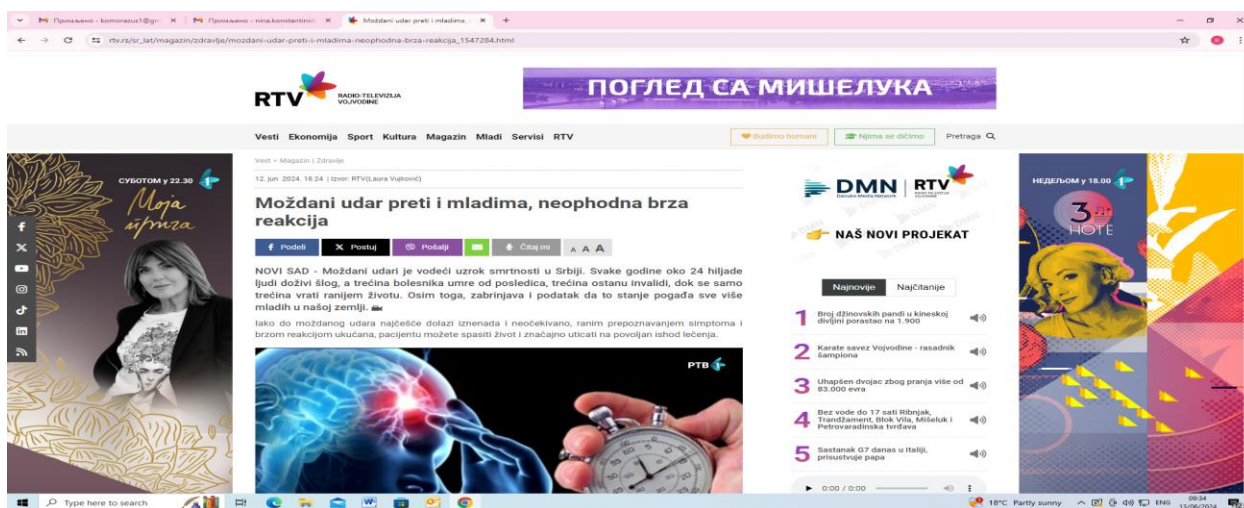 Примљено - komorazus1@gm
Примљено - nina.konstantinidi
Moždani udar preti i mladima,
rtv.rs/sr_lat/magazin/zdravlje/mozdani-udar-preti-i-mladima-neophodna-brza-reakcija_1547284.html
RTV RADIO-TELEVIZIJA
VOJVODINE
ПОГЛЕД СА МИШЕЛУКА
Vesti Ekonomija Sport Kultura Magazin Mladi Servisi RTV
Budimo humani
Njima se dičimo
Pretraga
СУБОТОМ у 22.30
Моја
прича
Vest > Magazin | Zdravlje
12. jun 2024. 18:24 | Izvor: RTV(Laura Vujković)
Moždani udar preti i mladima, neophodna brza
reakcija
Podeli
Postuj
Pošalji
Čitaj mi
A A A
NOVI SAD - Moždani udari je vodeći uzrok smrtnosti u Srbiji. Svake godine oko 24 hiljade
ljudi doživi šlog, a trećina bolesnika umre od posledica, trećina ostanu invalidi, dok se samo
trećina vrati ranijem životu. Osim toga, zabrinjava i podatak da to stanje pogađa sve više
mladih u našoj zemlji.
Iako do moždanog udara najčešće dolazi iznenada i neočekivano, ranim prepoznavanjem simptoma i
brzom reakcijom ukućana, pacijentu možete spasiti život i značajno uticati na povoljan ishod lečenja.
РТВ 1
DMN RTV
Danube Media Network
NAŠ NOVI PROJEKAT
Najnovije
Najčitanije
1 Broj džinovskih pandi u kineskoj
divljini porastao na 1.900
2 Karate savez Vojvodine - rasadnik
šampiona
3 Uhapšen dvojac zbog pranja više od
83.000 evra
4 Bez vode do 17 sati Ribnjak,
Trandžament, Blok Vila, Mišeluk i
Petrovaradinska tvrđava
5 Sastanak G7 danas u Italiji,
prisustvuje papa
0:00 / 0:00
НЕДЕЉОМ у 18.00
3
НОТЕ
Type here to search
18°C Partly sunny
ENG
09:34
13/06/2024